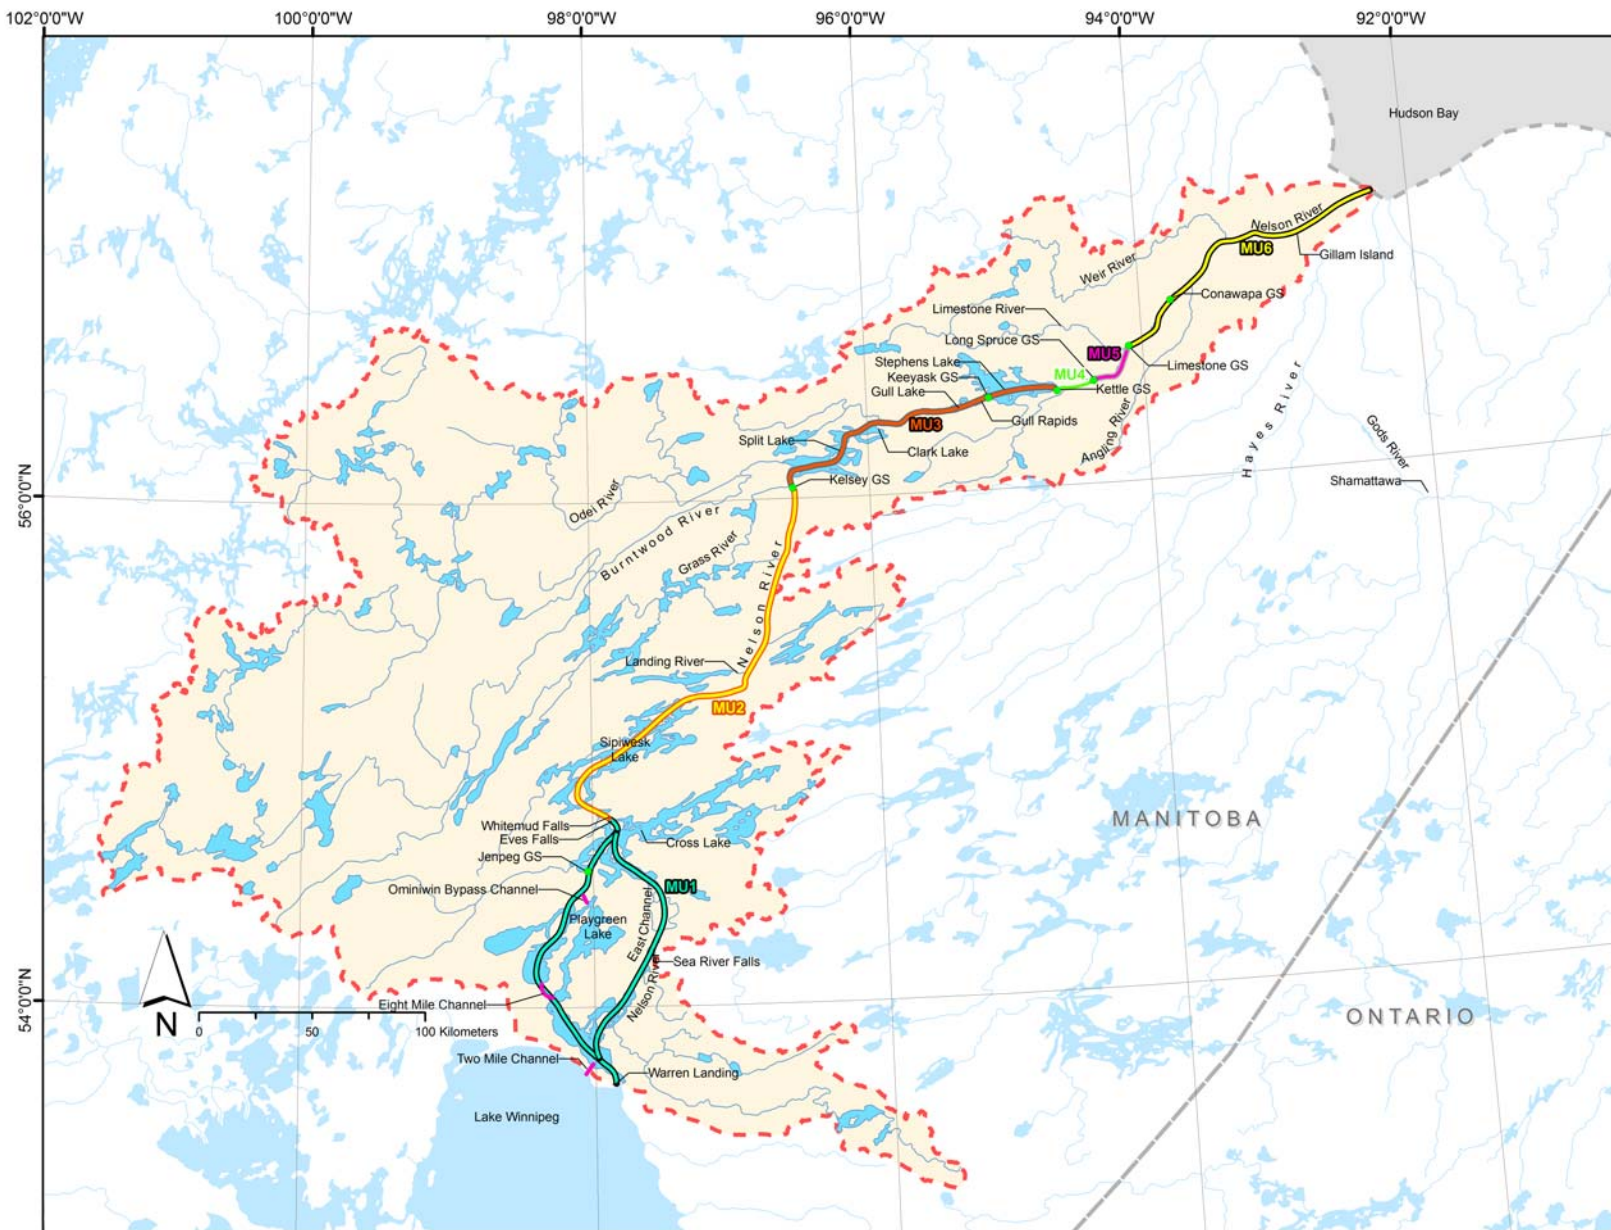 102°0'0"W
100°0'0"W
98°0'0"W
96°0'0"W
94°0'0"W
92°0'0"W
Hudson Bay
Nelson River
MU6
Gillam Island
Weir River
Conawapa GS
Limestone River
Long Spruce GS
MU5
Stephens Lake
Limestone GS
Keeyask GS
MU4
Kettle GS
Gull Lake
Gull Rapids
MU3
Angling River
Hayes River
Gods River
Split Lake
Clark Lake
Kelsey GS
Shamattawa
56°0'0"N
Odei River
Burntwood River
Grass River
Nelson River
Landing River
MU2
Sipiwesk
Lake
Whitemud Falls
Eves Falls
Cross Lake
MANITOBA
Jenpeg GS
Ominiwin Bypass Channel
MU1
Playgreen
Lake
East Channel
Nelson River
Sea River Falls
54°0'0"N
Eight Mile Channel
N
0 50 100 Kilometers
ONTARIO
Two Mile Channel
Warren Landing
Lake Winnipeg